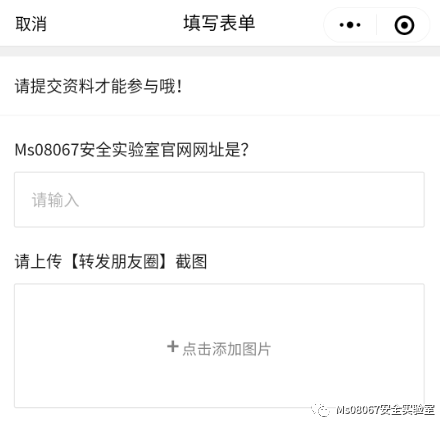 取消
填写表单
请提交资料才能参与哦!
Ms08067安全实验室官网网址是?
请输入
请上传【转发朋友圈】截图
+点击添加图片
Ms08067安全实验室